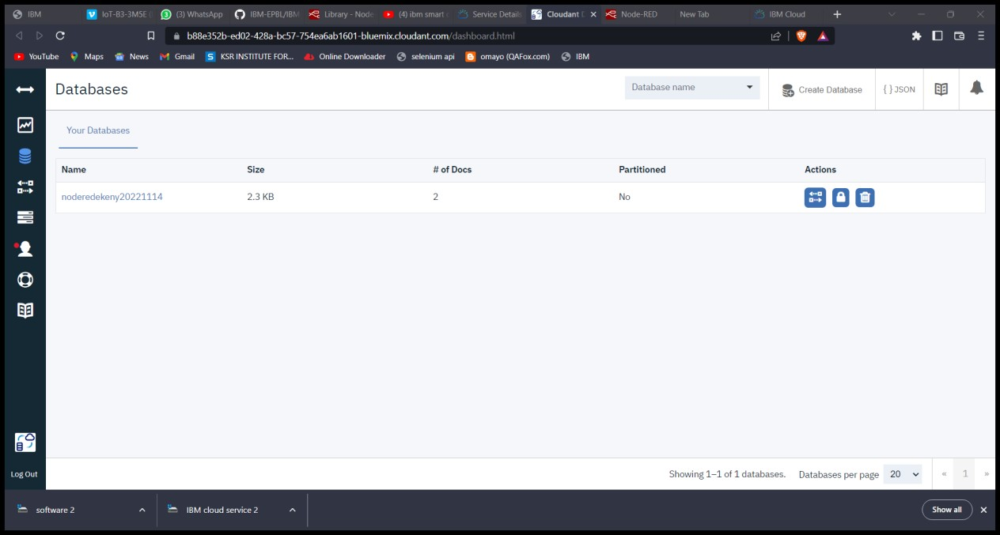 IBM
IoT-B3-3M5E
(3) WhatsApp
IBM-EPBL/IBM
Library - Node
(4) ibm smart
Service Details
Cloudant
Node-RED
New Tab
IBM Cloud
b88e352b-ed02-428a-bc57-754ea6ab1601-bluemix.cloudant.com/dashboard.html
YouTube
Maps
News
Gmail
KSR INSTITUTE FOR...
Online Downloader
selenium api
omayo (QAFox.com)
IBM
Databases
Database name
Create Database
{ } JSON
Your Databases
Name Size # of Docs Partitioned Actions
noderedekeny20221114 2.3 KB 2 No
Log Out
Showing 1–1 of 1 databases. Databases per page 20 « 1 »
software 2
IBM cloud service 2
Show all